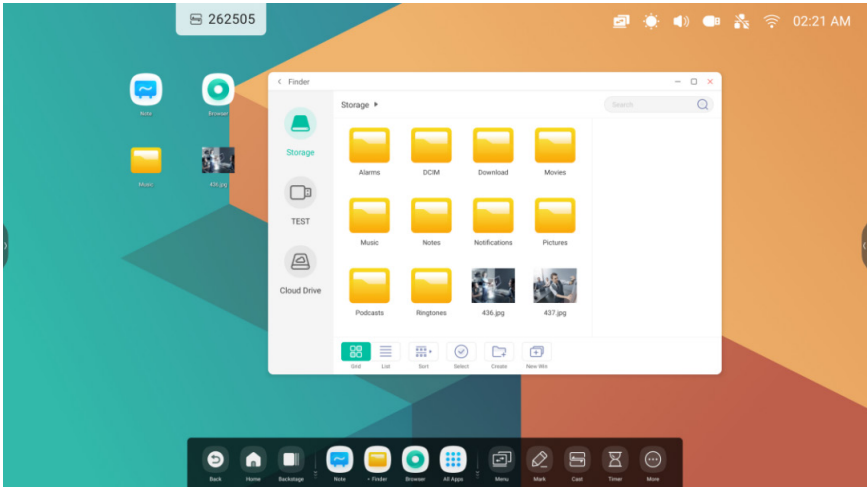 262505
02:21 AM
Note
Browser
Music
436.jpg
Finder
Storage
TEST
Cloud Drive
Storage
Search
Alarms
DCIM
Download
Movies
Music
Notes
Notifications
Pictures
Podcasts
Ringtones
436.jpg
437.jpg
Grid
List
Sort
Select
Create
New Win
Back
Home
Backstage
Note
• Finder
Browser
All Apps
Menu
Mark
Cast
Timer
More